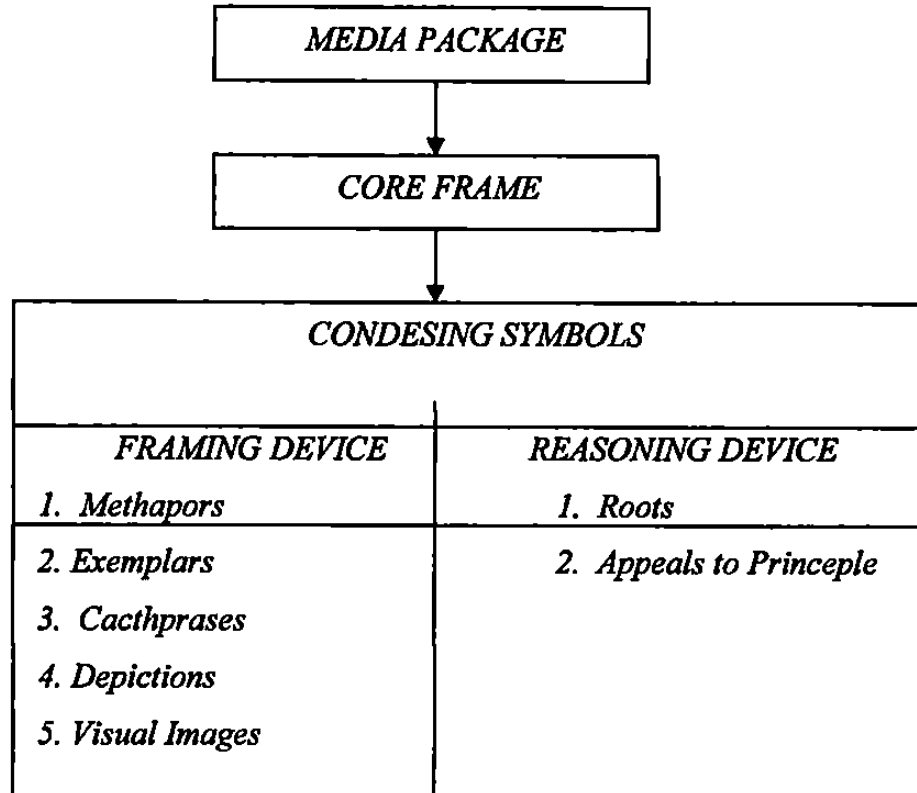 MEDIA PACKAGE
CORE FRAME
CONDESING SYMBOLS
FRAMING DEVICE
1. Methapors
2. Exemplars
3. Cacthprases
4. Depictions
5. Visual Images
REASONING DEVICE
1. Roots
2. Appeals to Princeple